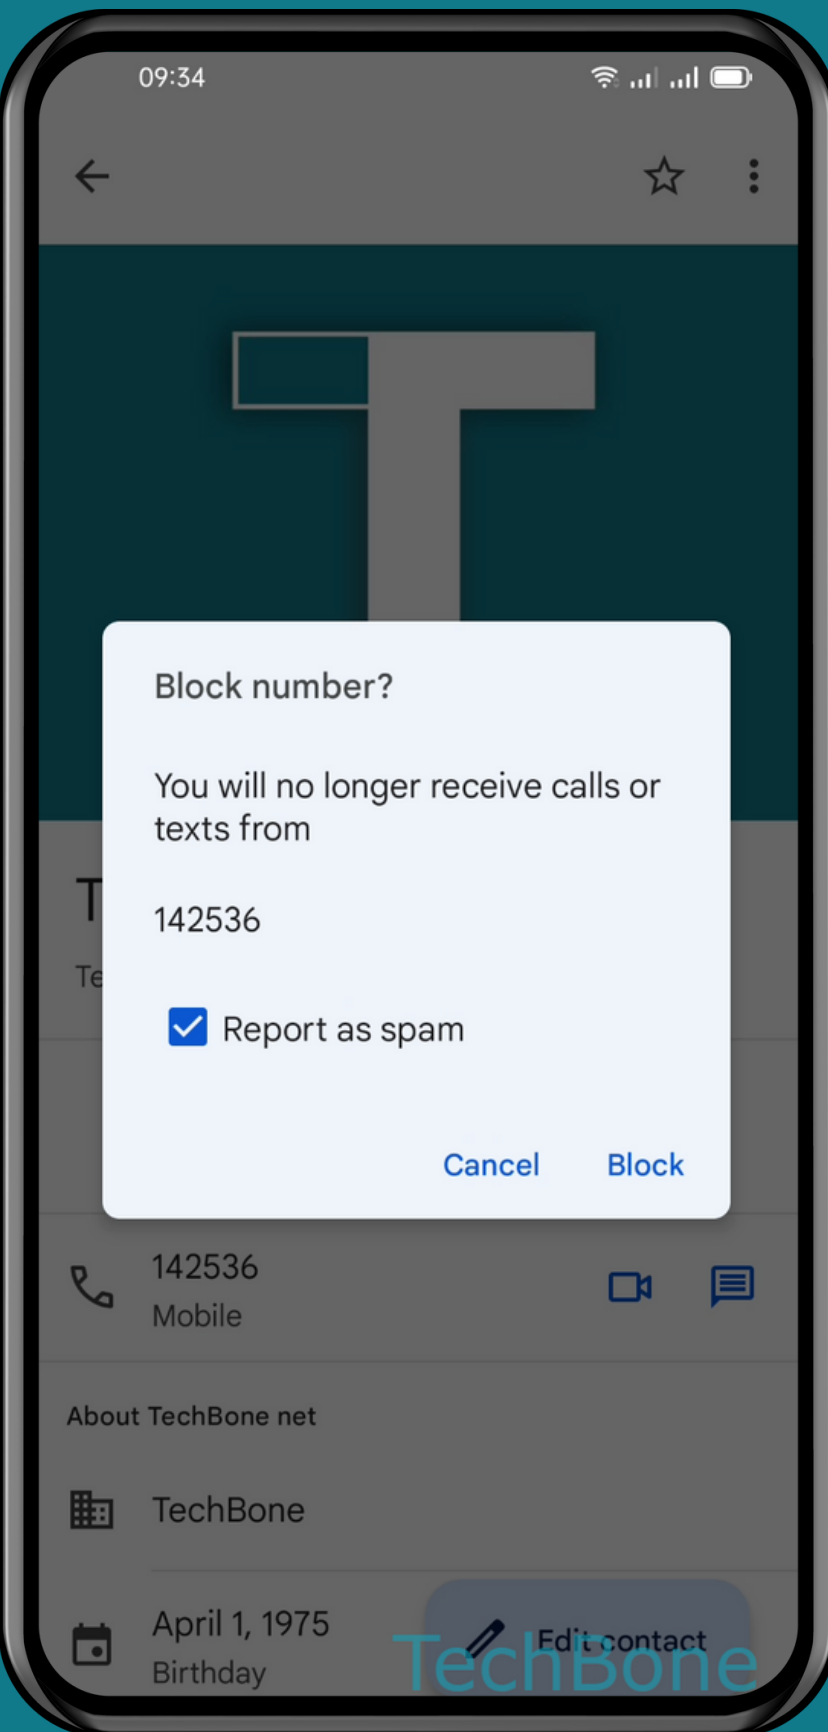 09:34
Block number?
You will no longer receive calls or
texts from
142536
Report as spam
Cancel Block
142536
Mobile
About TechBone net
TechBone
April 1, 1975
Birthday
Edit contact
TechBone